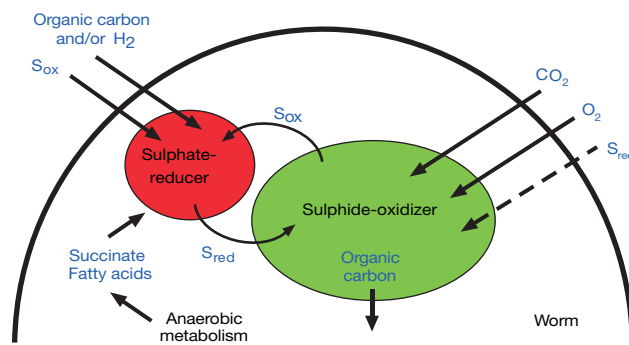 Organic carbon
and/or H2
Sox
CO2
O2
Sox
Sulphate-
reducer
Sulphide-oxidizer
Sred
Succinate
Fatty acids
Organic
carbon
Anaerobic
metabolism
Worm